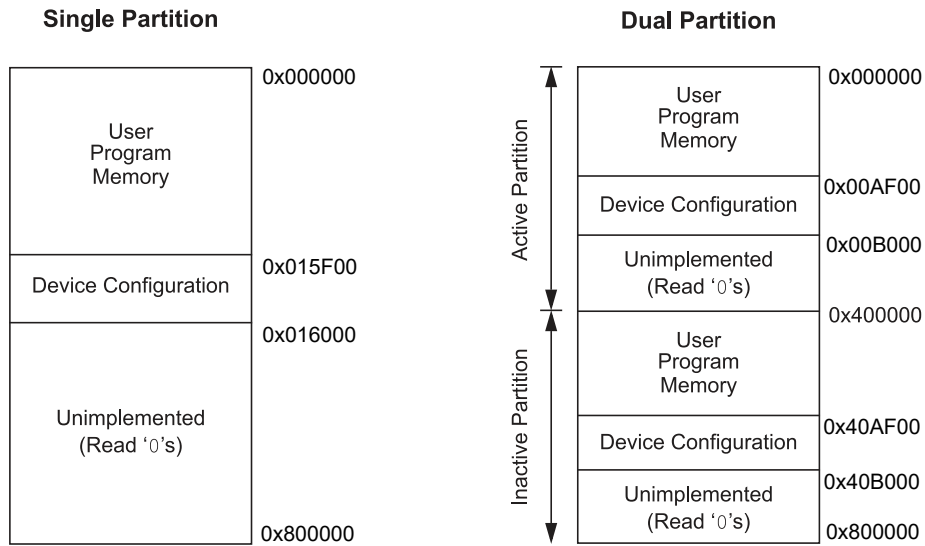 Single Partition
0x000000
User
Program
Memory
0x015F00
Device Configuration
0x016000
Unimplemented
(Read ‘0’s)
0x800000
Dual Partition
Active Partition
0x000000
User
Program
Memory
0x00AF00
Device Configuration
0x00B000
Unimplemented
(Read ‘0’s)
0x400000
Inactive Partition
User
Program
Memory
0x40AF00
Device Configuration
0x40B000
Unimplemented
(Read ‘0’s)
0x800000